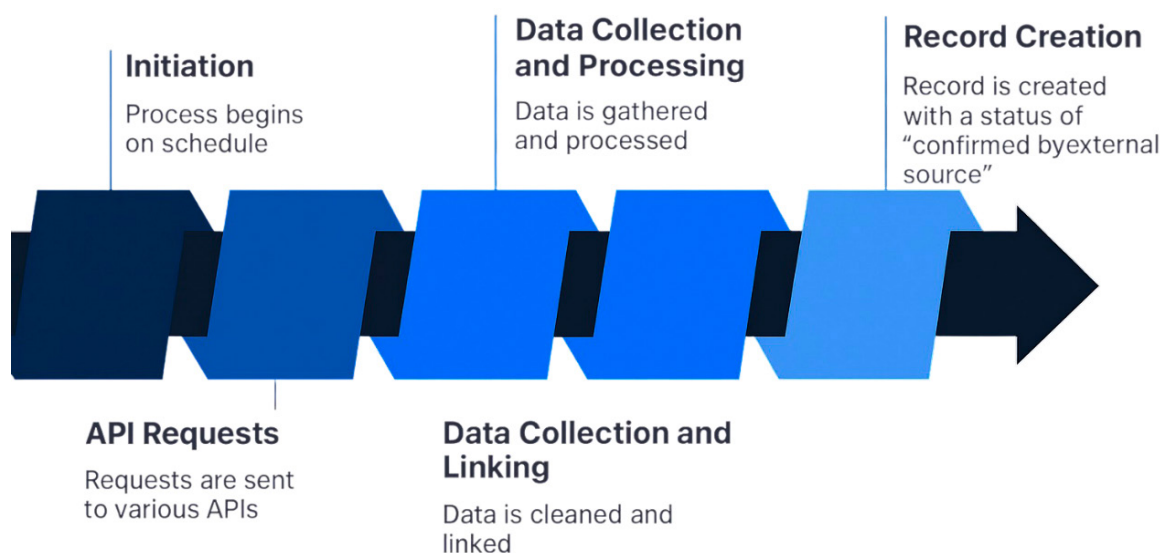 Initiation
Process begins
on schedule
API Requests
Requests are sent
to various APIs
Data Collection
and Processing
Data is gathered
and processed
Data Collection and
Linking
Data is cleaned and
linked
Record Creation
Record is created
with a status of
“confirmed byexternal
source”